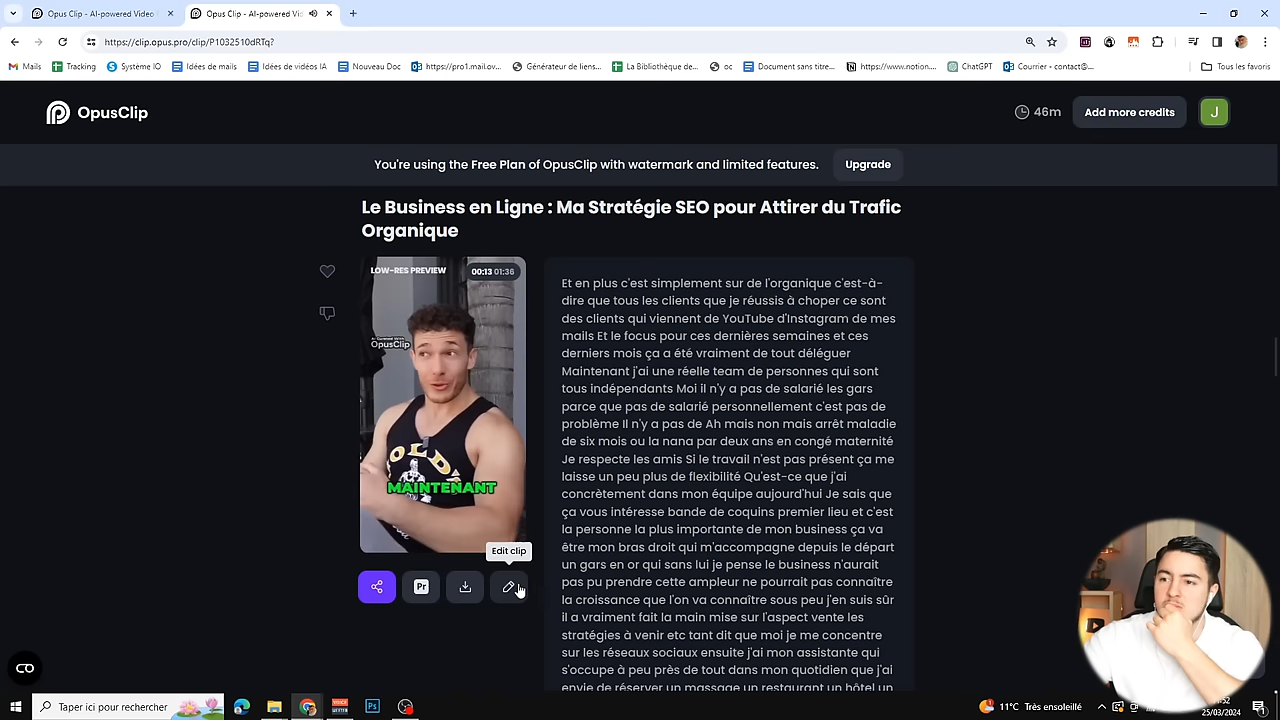 Opus Clip - AI-powered Video
Opus Clip - AI-powered Vi
https://clip.opus.pro/clip/P1032510dRTq?
Mails
Tracking
Système IO
Idées de mails
Idées de vidéos IA
Nouveau Doc
https://pro1.mail.ov...
Générateur de liens...
La Bibliothèque de...
oc
Document sans titre...
https://www.notion....
ChatGPT
Courrier - contact@...
Tous les favoris
OpusClip
46m
Add more credits
J
You're using the Free Plan of OpusClip with watermark and limited features.
Upgrade
Le Business en Ligne : Ma Stratégie SEO pour Attirer du Trafic
Organique
LOW-RES PREVIEW
00:13 01:36
OpusClip
GOLD
MAINTENANT
Edit clip
Pr
Et en plus c'est simplement sur de l'organique c'est-à-
dire que tous les clients que je réussis à choper ce sont
des clients qui viennent de YouTube d'Instagram de mes
mails Et le focus pour ces dernières semaines et ces
derniers mois ça a été vraiment de tout déléguer
Maintenant j'ai une réelle team de personnes qui sont
tous indépendants Moi il n'y a pas de salarié les gars
parce que pas de salarié personnellement c'est pas de
problème Il n'y a pas de Ah mais non mais arrêt maladie
de six mois ou la nana par deux ans en congé maternité
Je respecte les amis Si le travail n'est pas présent ça me
laisse un peu plus de flexibilité Qu'est-ce que j'ai
concrètement dans mon équipe aujourd'hui Je sais que
ça vous intéresse bande de coquins premier lieu et c'est
la personne la plus importante de mon business ça va
être mon bras droit qui m'accompagne depuis le départ
un gars en or qui sans lui je pense le business n'aurait
pas pu prendre cette ampleur ne pourrait pas connaître
la croissance que l'on va connaître sous peu j'en suis sûr
il a vraiment fait la main mise sur l'aspect vente les
stratégies à venir etc tant dit que moi je me concentre
sur les réseaux sociaux ensuite j'ai mon assistante qui
s'occupe à peu près de tout dans mon quotidien que j'ai
envie de réserver un massage un restaurant un hôtel un
Taper ici pour rechercher
Ps
11°C Très ensoleillé
25/03/2024